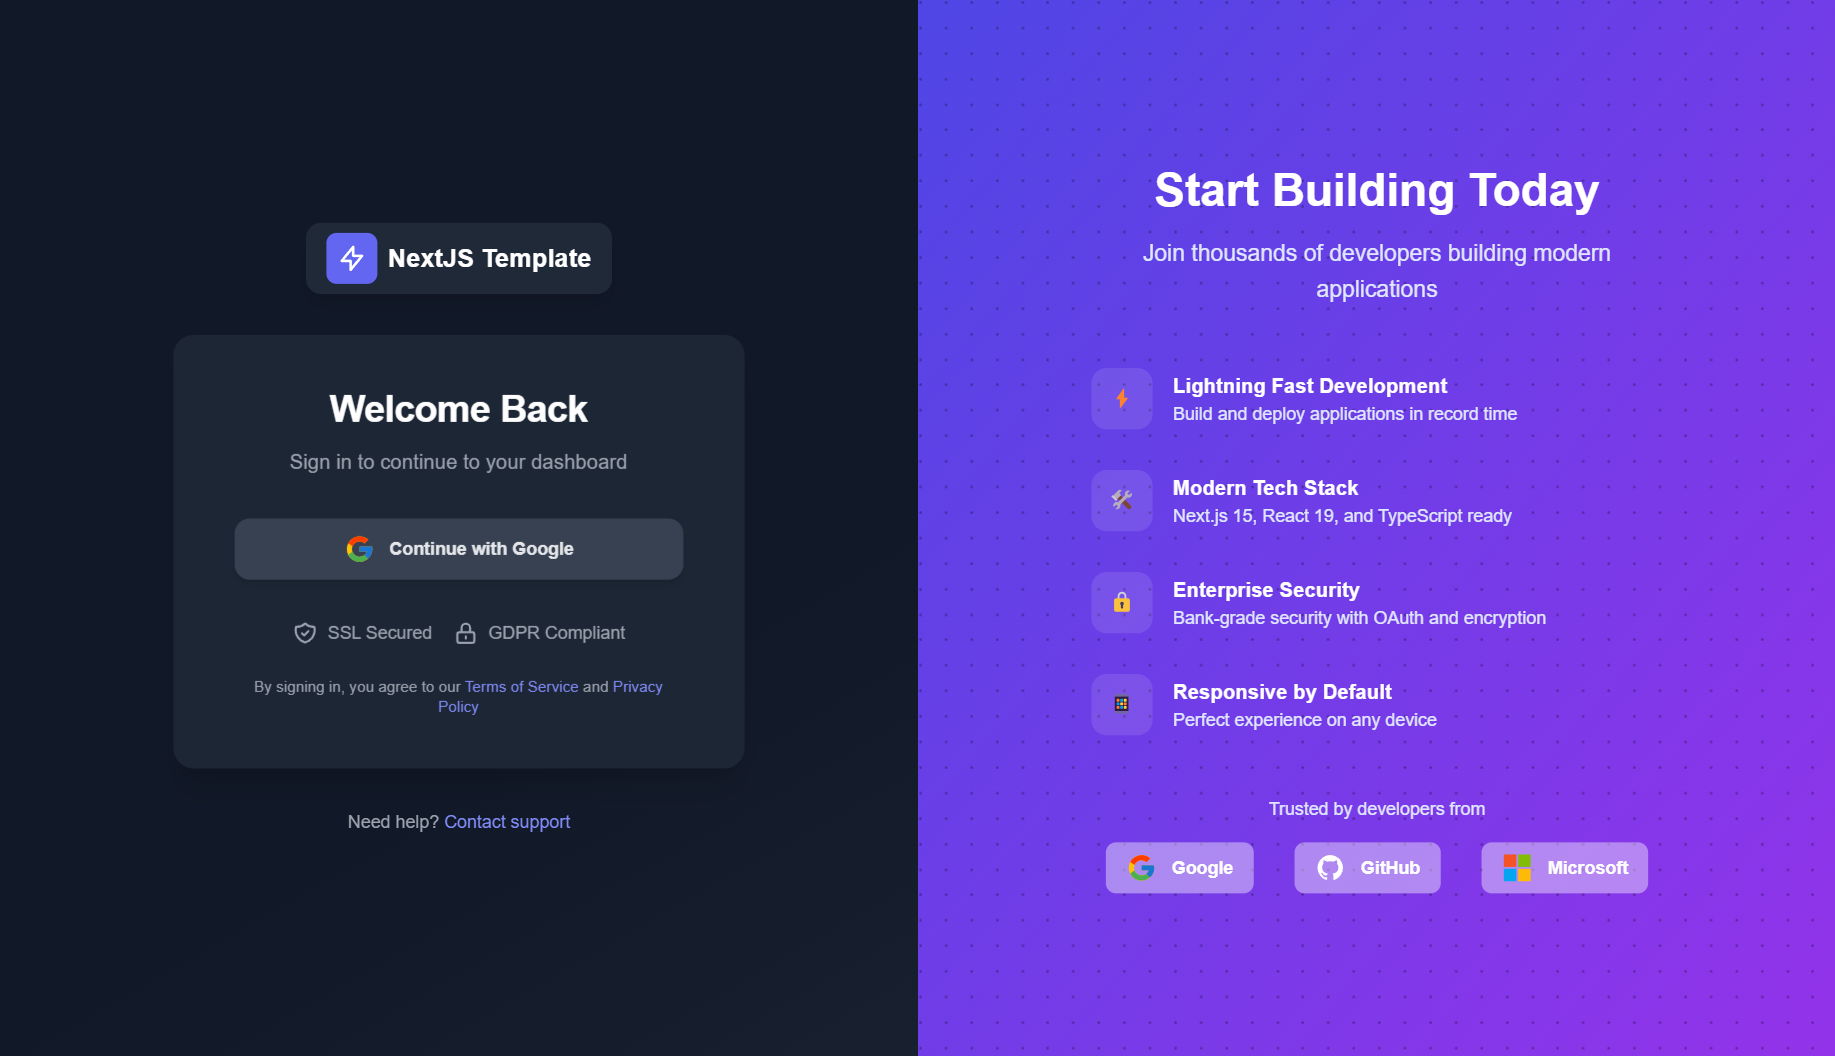 NextJS Template
Welcome Back
Sign in to continue to your dashboard
Continue with Google
SSL Secured
GDPR Compliant
By signing in, you agree to our Terms of Service and Privacy
Policy
Need help? Contact support
Start Building Today
Join thousands of developers building modern
applications
Lightning Fast Development
Build and deploy applications in record time
Modern Tech Stack
Next.js 15, React 19, and TypeScript ready
Enterprise Security
Bank-grade security with OAuth and encryption
Responsive by Default
Perfect experience on any device
Trusted by developers from
Google
GitHub
Microsoft